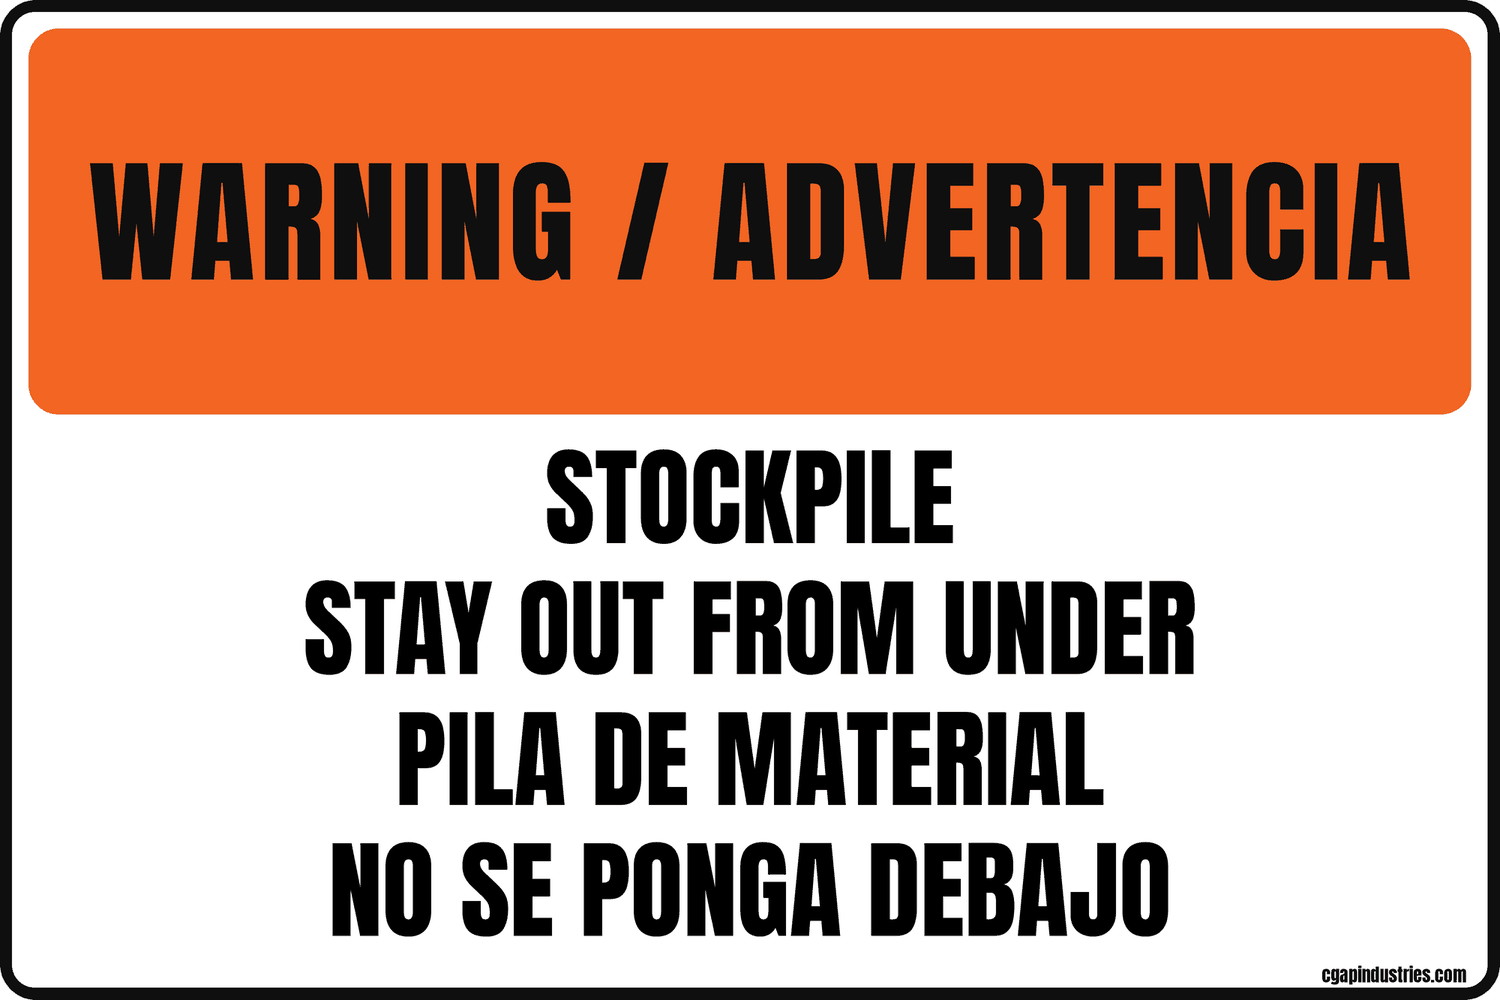 WARNING / ADVERTENCIA
STOCKPILE
STAY OUT FROM UNDER
PILA DE MATERIAL
NO SE PONGA DEBAJO
cgapindustries.com